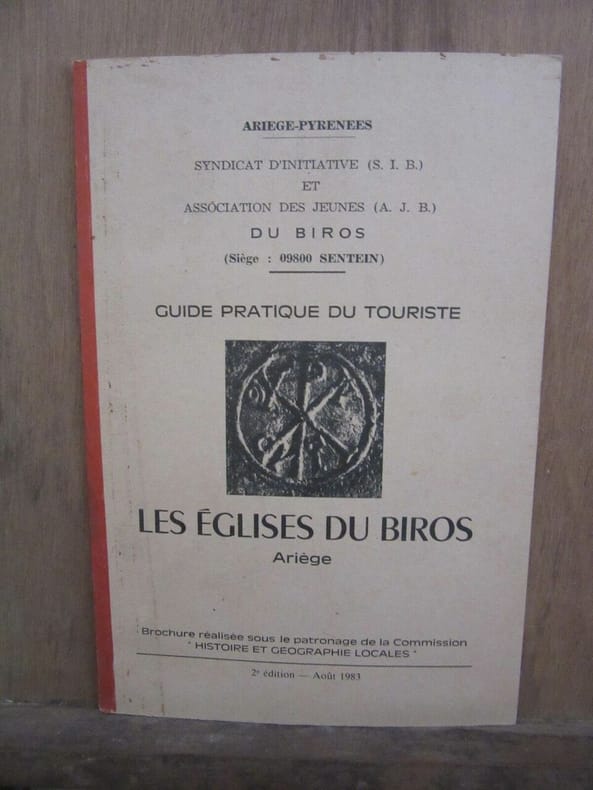 ARIEGE-PYRENEES
SYNDICAT D'INITIATIVE (S. I. B.)
ET
ASSOCIATION DES JEUNES (A. J. B.)
DU BIROS
(Siège : 09800 SENTEIN)
GUIDE PRATIQUE DU TOURISTE
LES ÉGLISES DU BIROS
Ariège
Brochure réalisée sous le patronage de la Commission
" HISTOIRE ET GEOGRAPHIE LOCALES "
2e édition — Août 1983